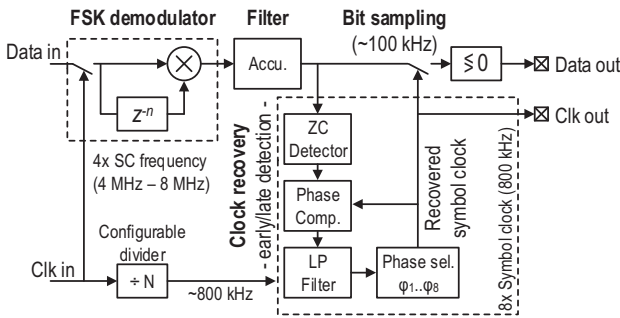 FSK demodulator
Filter
Bit sampling
(~100 kHz)
Data in
Accu.
≶ 0
Data out
z⁻ⁿ
Clk out
4x SC frequency
(4 MHz – 8 MHz)
ZC
Detector
Clock recovery
- early/late detection -
Phase
Comp.
Recovered
symbol clock
8x Symbol clock (800 kHz)
Configurable
divider
Clk in
÷ N
~800 kHz
LP
Filter
Phase sel.
φ₁..φ₈